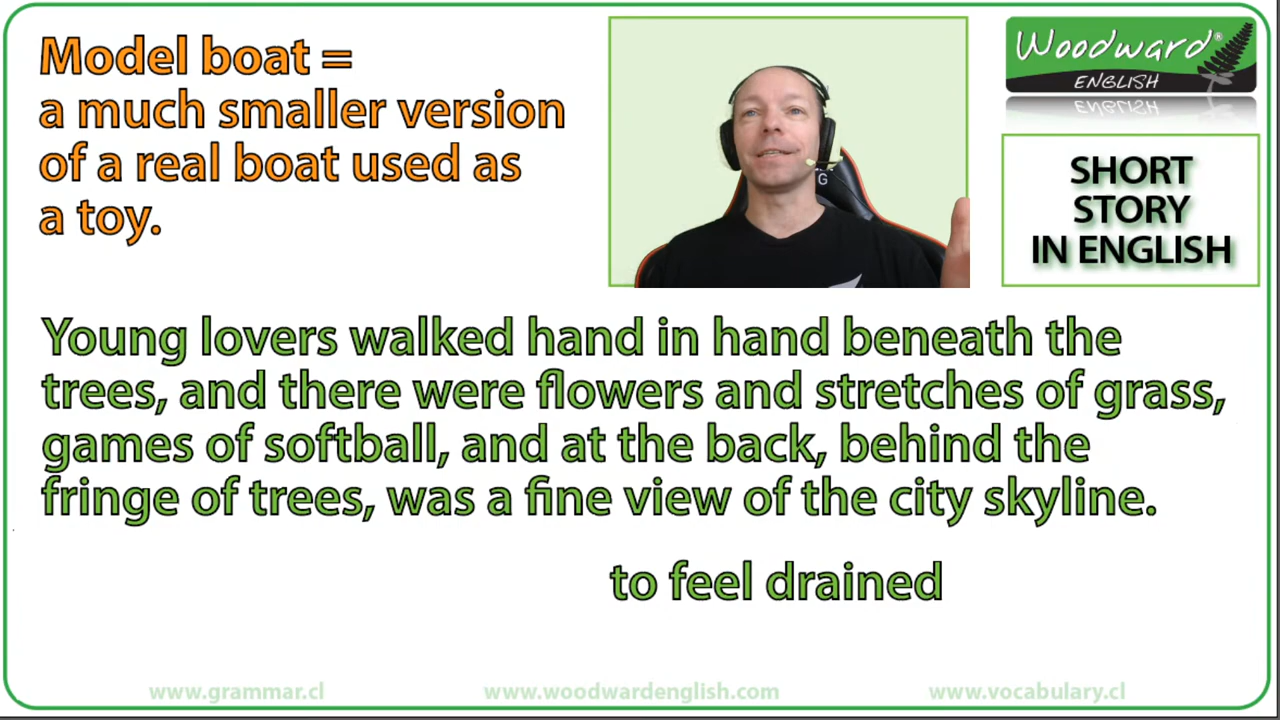 Model boat =
a much smaller version
of a real boat used as
a toy.
Woodward®
ENGLISH
SHORT
STORY
IN ENGLISH
G
Young lovers walked hand in hand beneath the
trees, and there were flowers and stretches of grass,
games of softball, and at the back, behind the
fringe of trees, was a fine view of the city skyline.
to feel drained
www.grammar.cl
www.woodwardenglish.com
www.vocabulary.cl